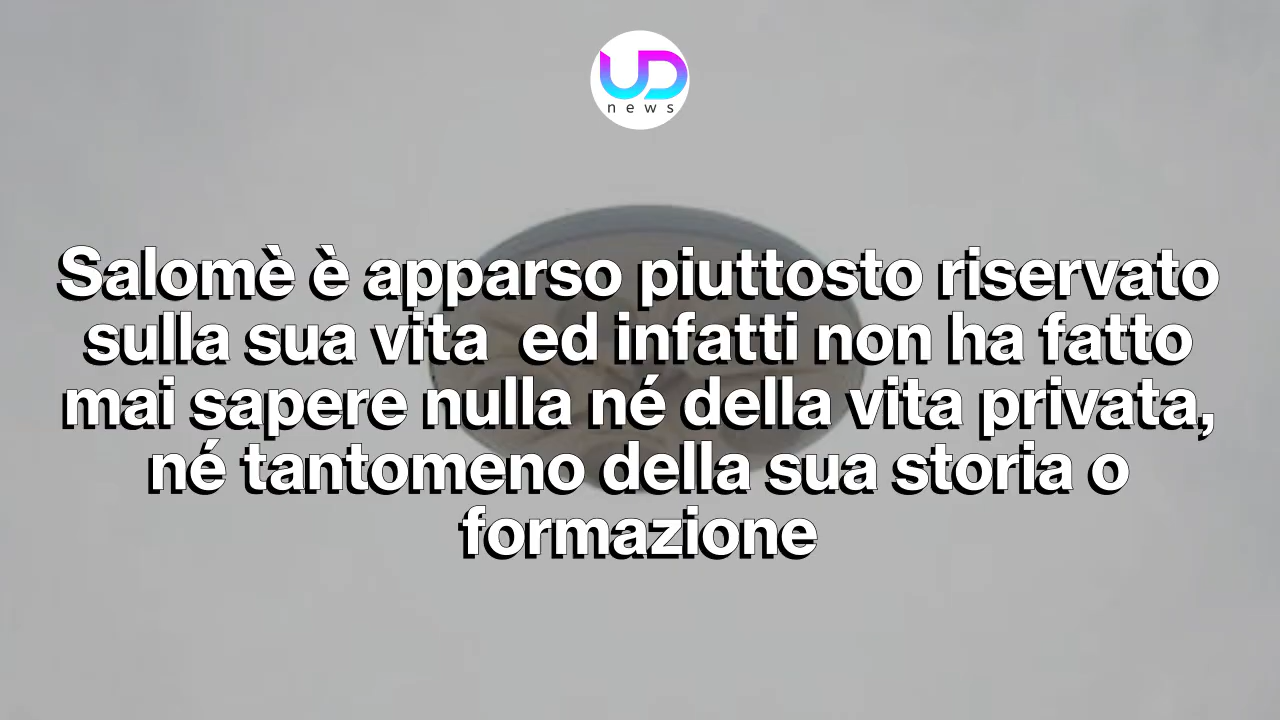 UD
news
Salomè è apparso piuttosto riservato
sulla sua vita  ed infatti non ha fatto
mai sapere nulla né della vita privata,
né tantomeno della sua storia o
formazione